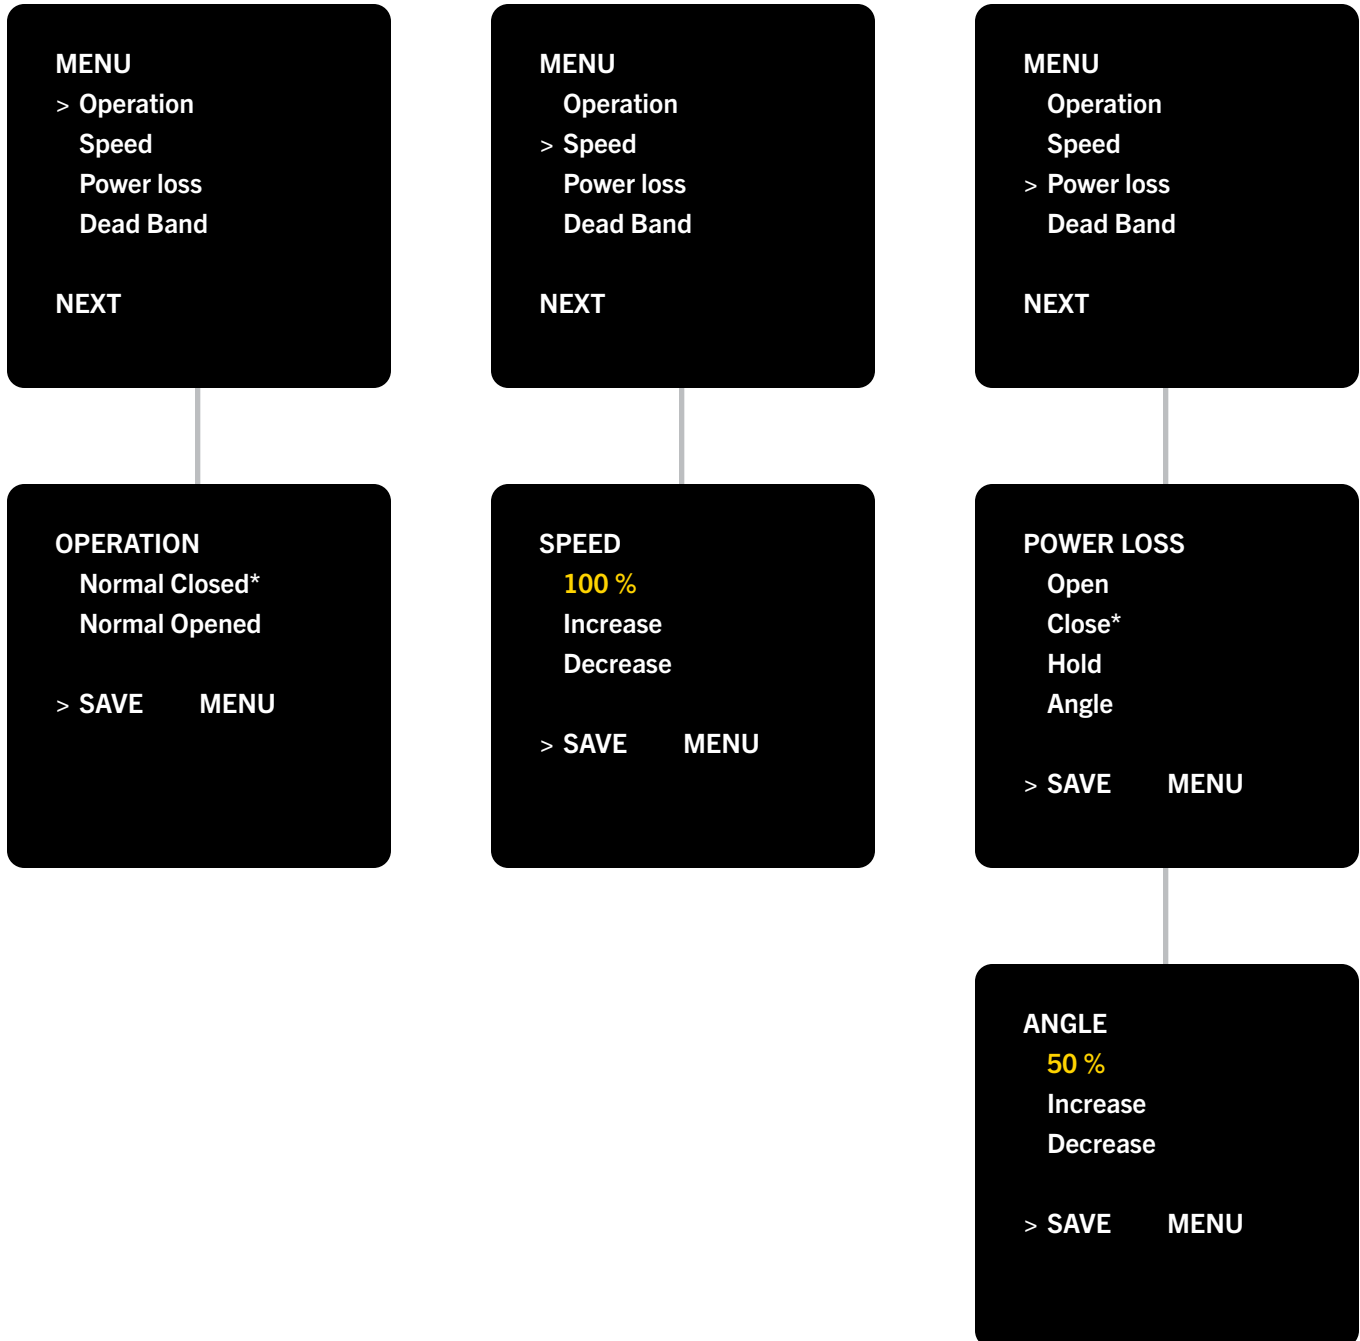 MENU
> Operation
Speed
Power loss
Dead Band
NEXT
MENU
Operation
> Speed
Power loss
Dead Band
NEXT
MENU
Operation
Speed
> Power loss
Dead Band
NEXT
OPERATION
Normal Closed*
Normal Opened
> SAVE MENU
SPEED
100 %
Increase
Decrease
> SAVE MENU
POWER LOSS
Open
Close*
Hold
Angle
> SAVE MENU
ANGLE
50 %
Increase
Decrease
> SAVE MENU